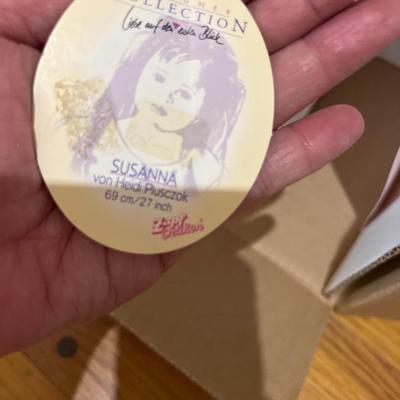 COLLECTION
Liebe auf den ersten Blick
SUSANNA
von Heidi Plusczok
69 cm/27 inch